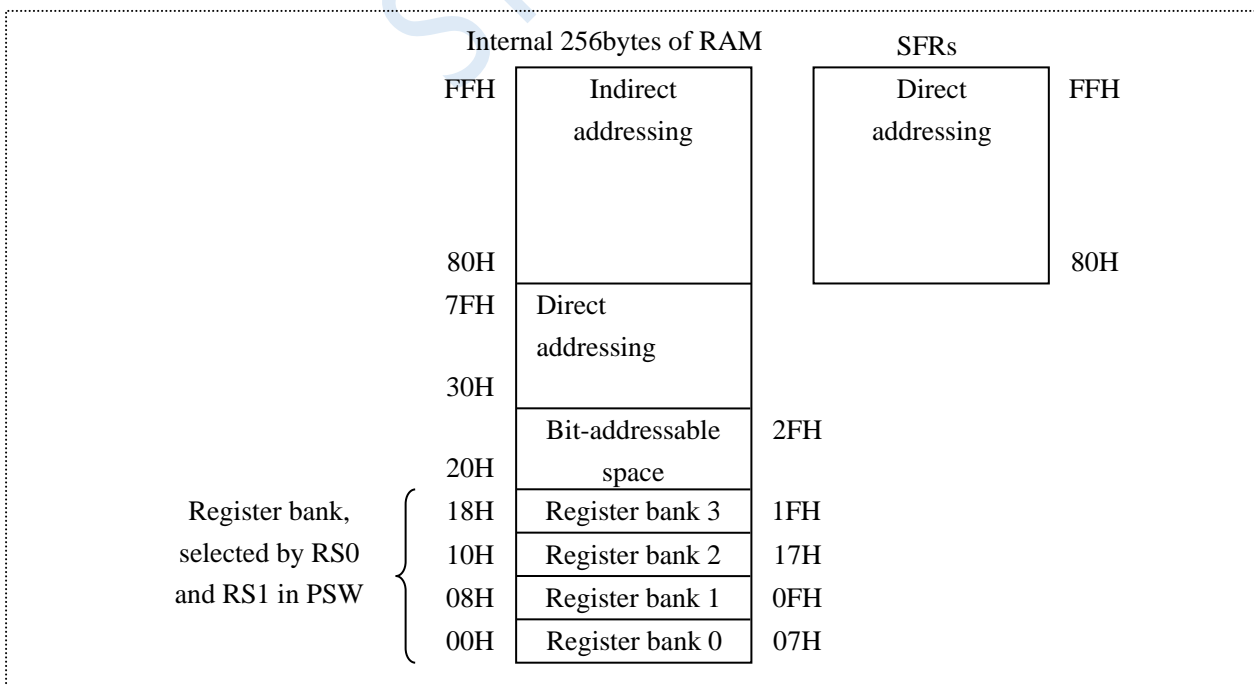 Internal 256bytes of RAM
SFRs
FFH
Indirect
addressing
80H
Direct
addressing
FFH
80H
7FH
Direct
addressing
30H
Bit-addressable
space
2FH
20H
Register bank,
selected by RS0
and RS1 in PSW
18H Register bank 3 1FH
10H Register bank 2 17H
08H Register bank 1 0FH
00H Register bank 0 07H